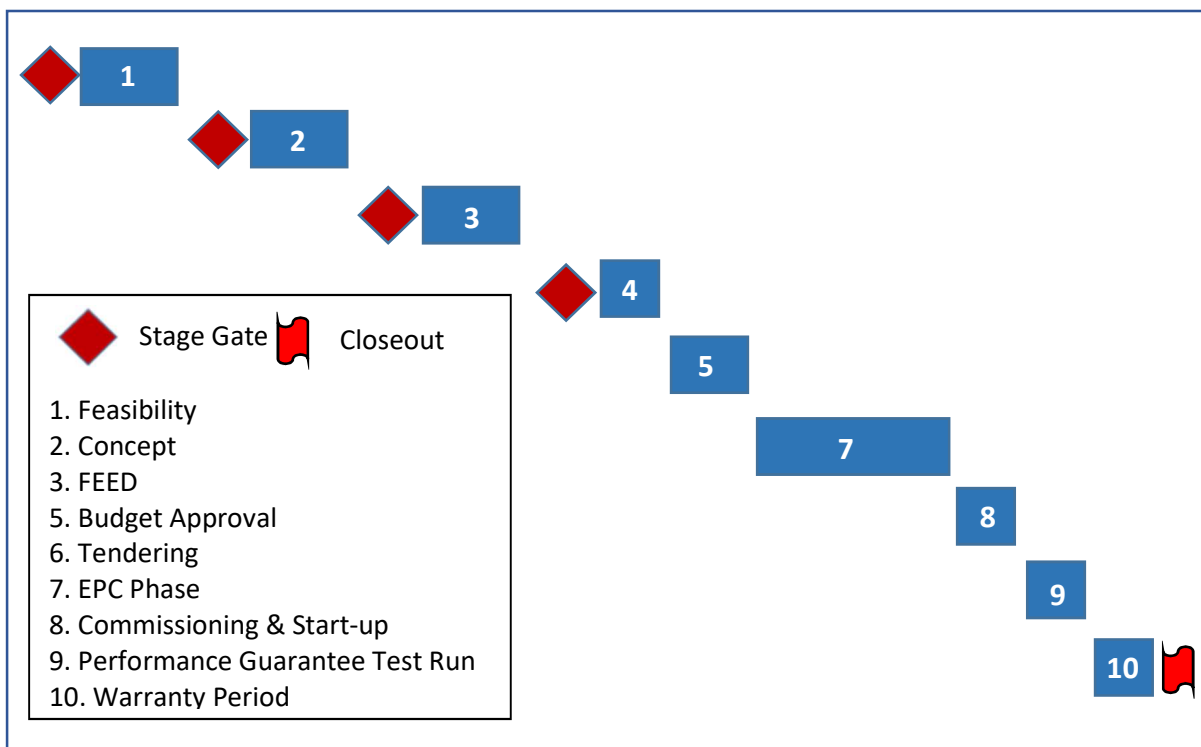 1
2
3
4
5
7
8
9
10
Stage Gate Closeout
1. Feasibility
2. Concept
3. FEED
5. Budget Approval
6. Tendering
7. EPC Phase
8. Commissioning & Start-up
9. Performance Guarantee Test Run
10. Warranty Period